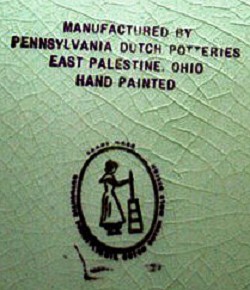 MANUFACTURED BY
PENNSYLVANIA DUTCH POTTERIES
EAST PALESTINE, OHIO
HAND PAINTED